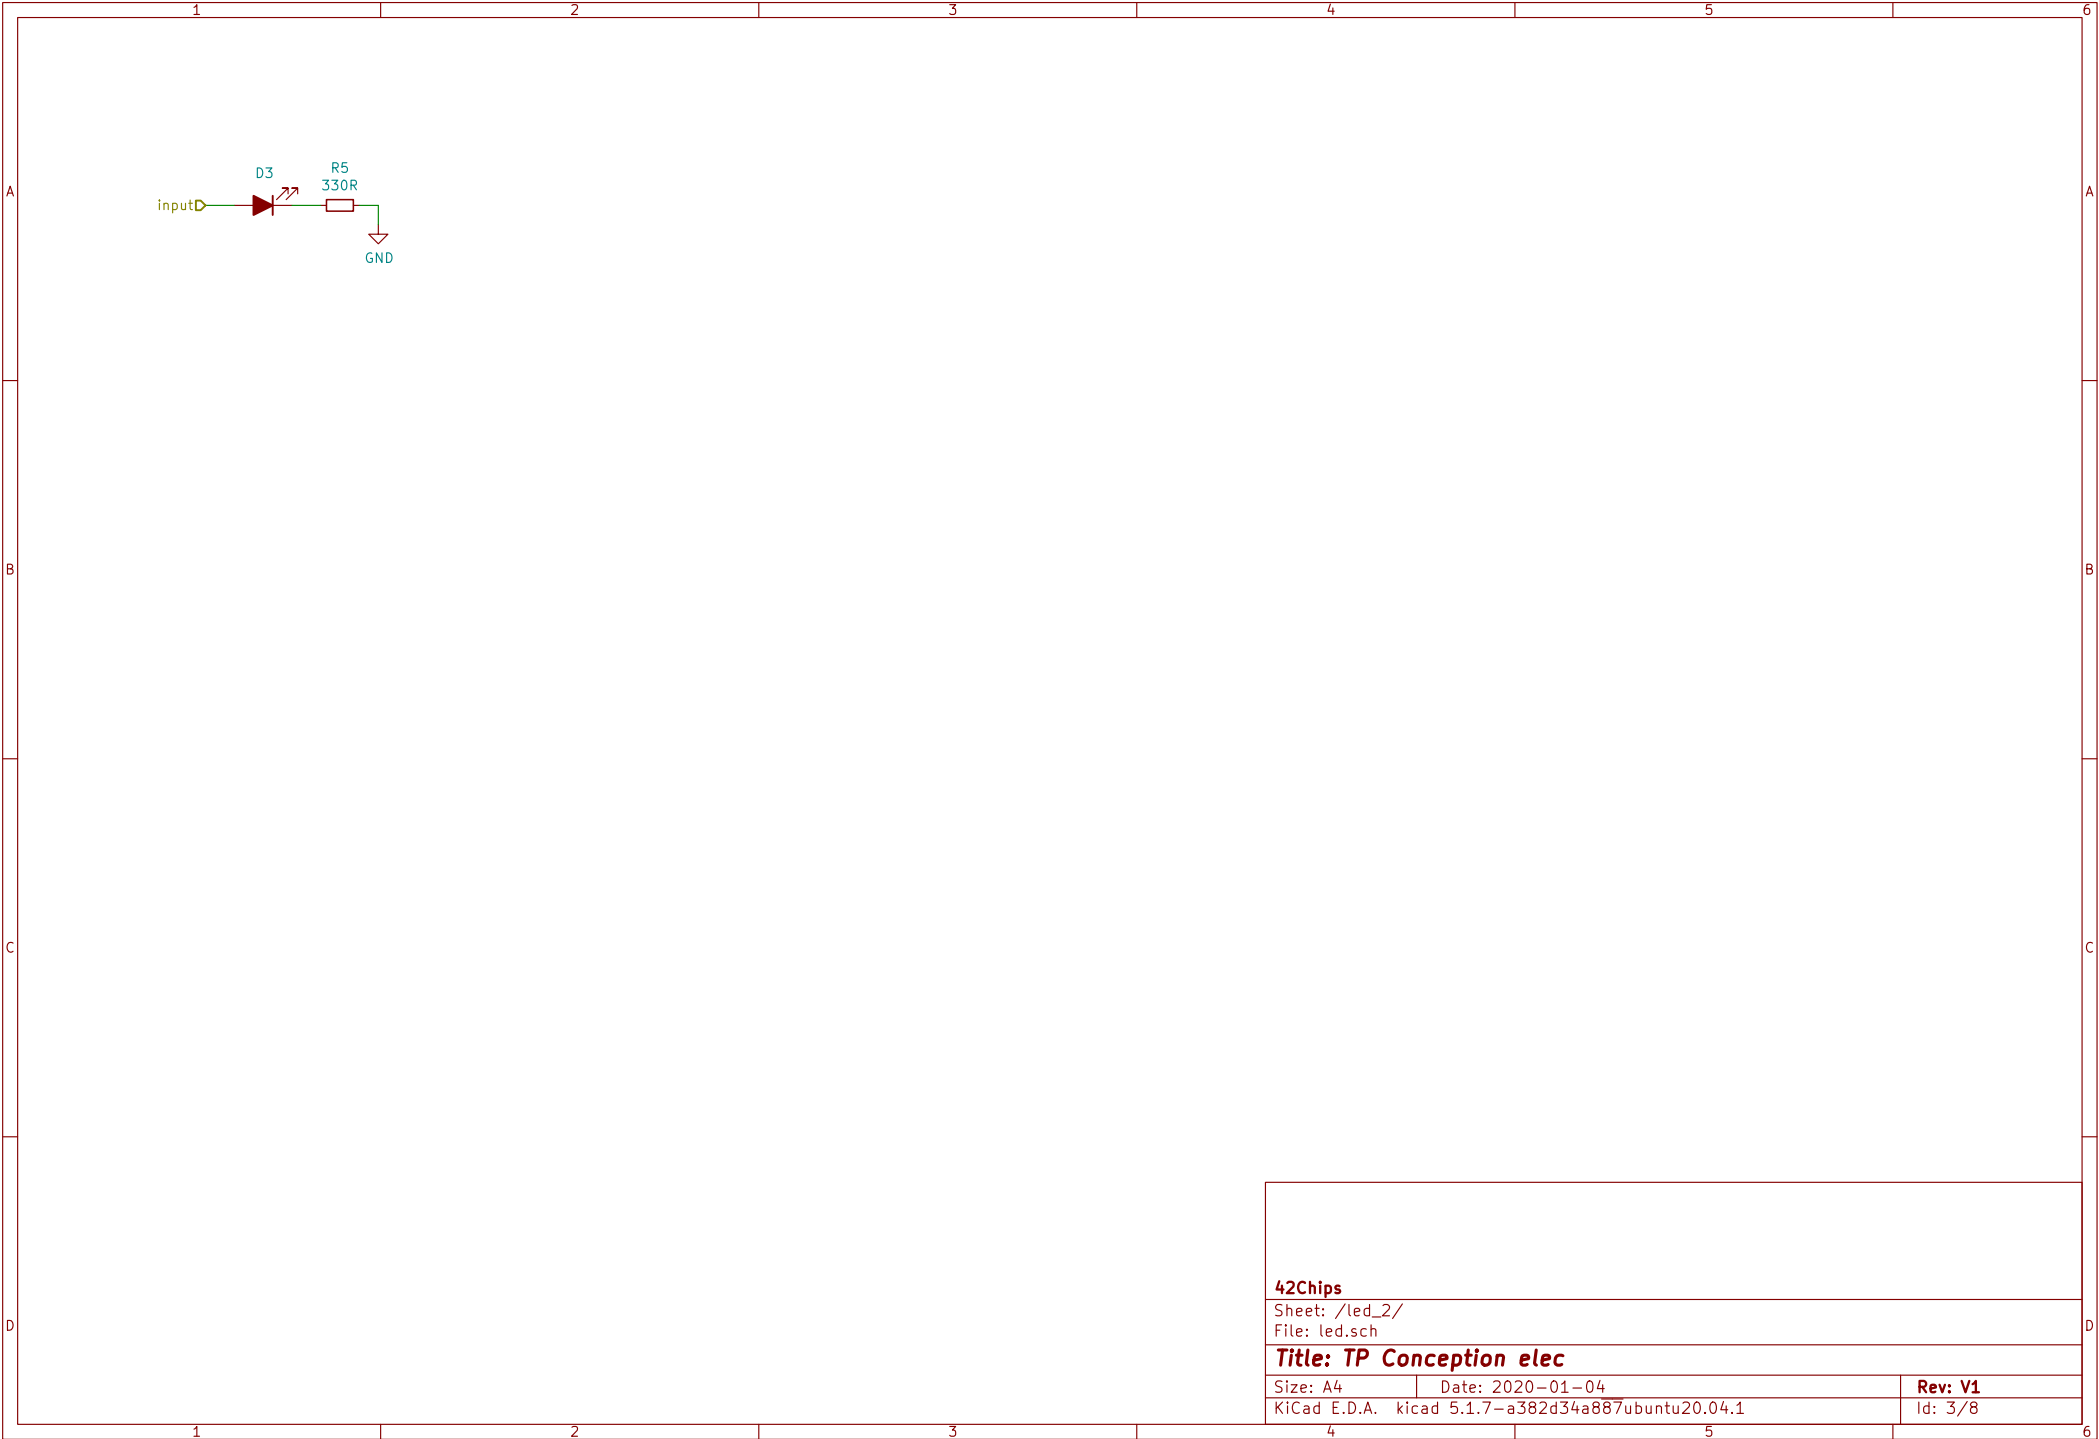 1 2 3 4 5 6
A A
D3
R5
330R
input
GND
B B
C C
42Chips
Sheet: /led_2/
File: led.sch
D D
Title: TP Conception elec
Size: A4 Date: 2020-01-04 Rev: V1
KiCad E.D.A. kicad 5.1.7-a382d34a887ubuntu20.04.1 Id: 3/8
1 2 3 4 5 6